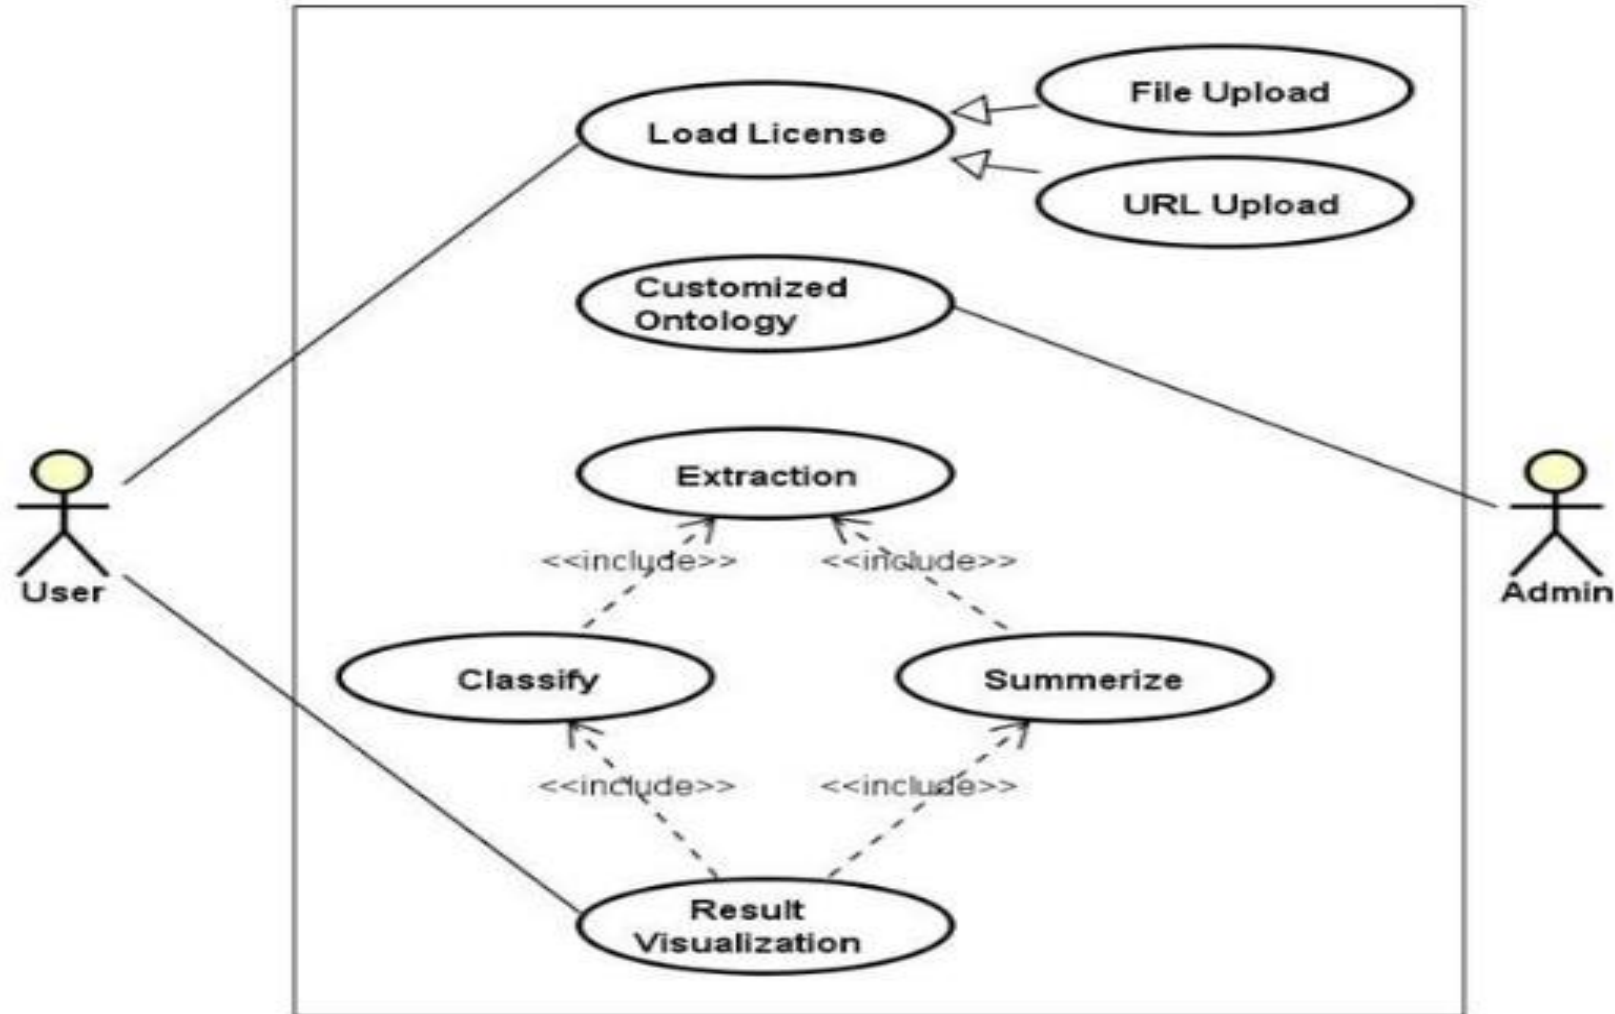 File Upload
Load License
URL Upload
Customized
Ontology
Extraction
<<include>> <<include>>
User
Admin
Classify
Summerize
<<include>> <<include>>
Result
Visualization